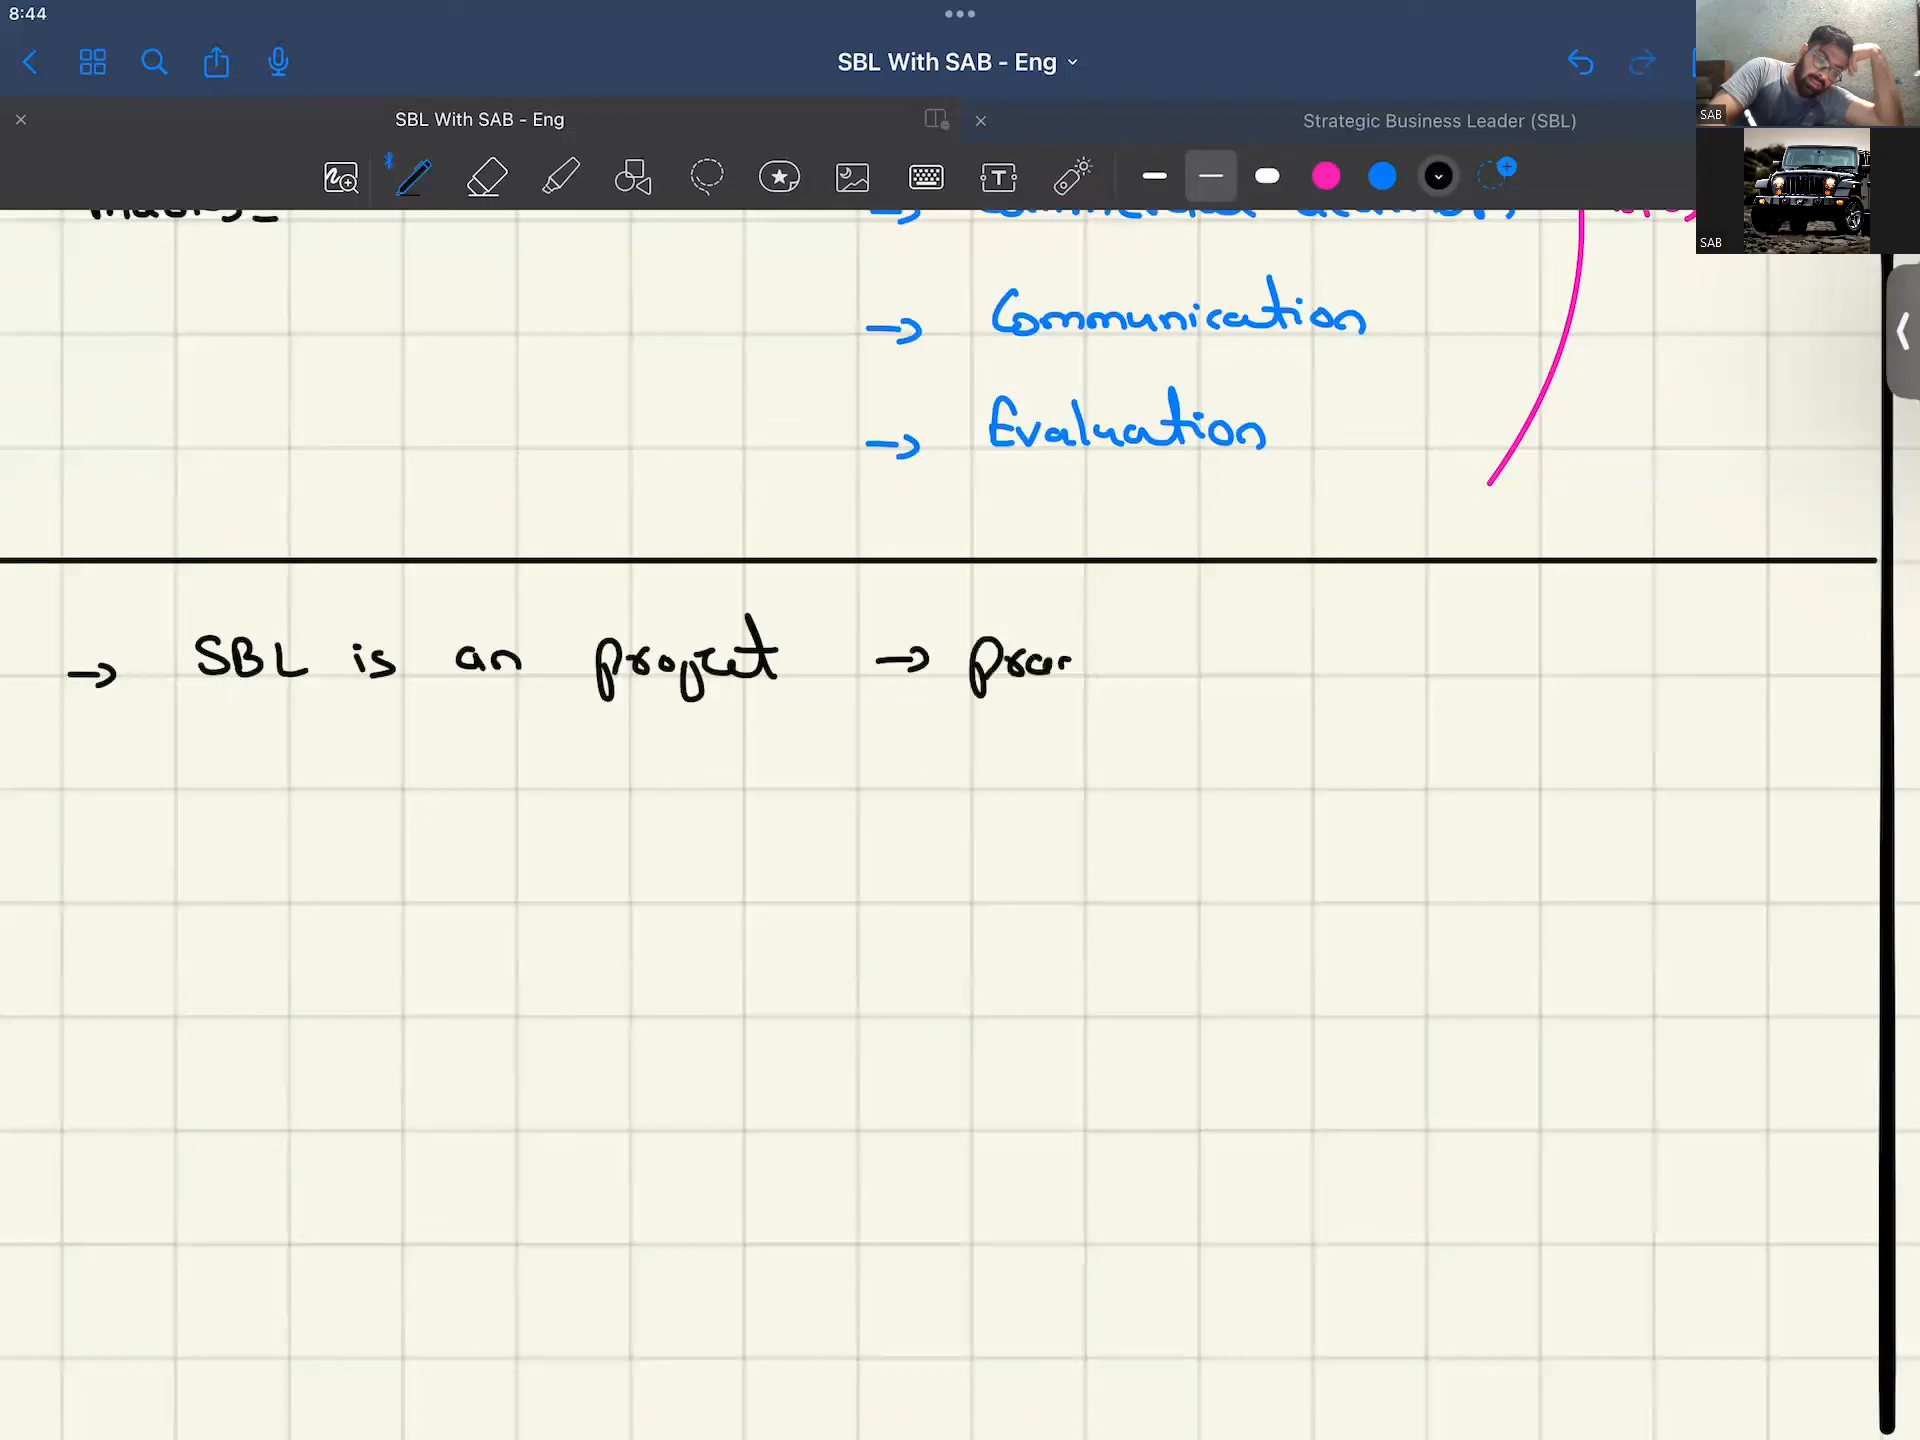 8:44
SBL With SAB - Eng
SBL With SAB - Eng
Strategic Business Leader (SBL)
SAB
SAB
→ Communication
→ Evaluation
→ SBL is an project → prac